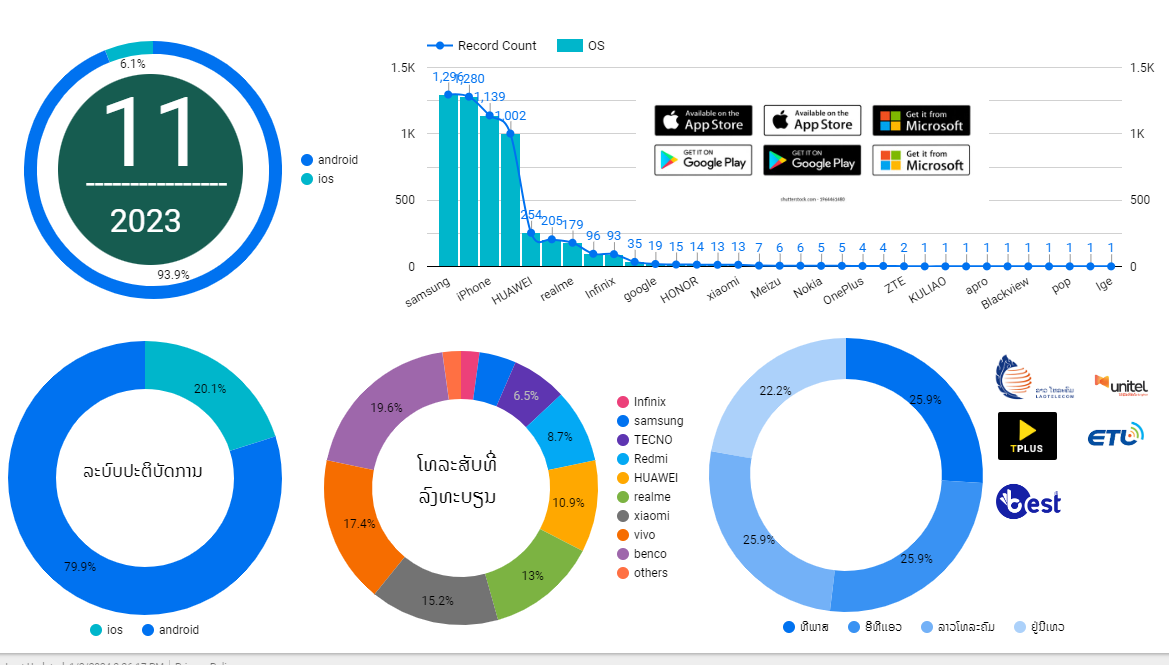 6.1%
11
2023
93.9%
android
ios
Record Count
OS
1.5K
1K
500
0
1.5K
1K
500
0
1,296
1,280
1,139
1,002
254
205
179
96
93
35
19
15
14
13
13
7
6
6
5
5
4
4
2
1
1
1
1
1
1
1
1
1
1
samsung
iPhone
HUAWEI
realme
Infinix
google
HONOR
xiaomi
Meizu
Nokia
OnePlus
ZTE
KULIAO
apro
Blackview
pop
lge
Available on the
App Store
Available on the
App Store
Get it from
Microsoft
GET IT ON
Google Play
GET IT ON
Google Play
Get it from
Microsoft
20.1%
ລະບົບປະຕິບັດການ
79.9%
ios
android
6.5%
8.7%
10.9%
13%
15.2%
17.4%
19.6%
ໂທລະສັບທີ່
ລົງທະບຽນ
Infinix
samsung
TECNO
Redmi
HUAWEI
realme
xiaomi
vivo
benco
others
25.9%
25.9%
25.9%
22.2%
ທີພາສ
ອີທີແອວ
ລາວໂທລະຄົມ
ຢູນີເທວ
ລາວ ໂທລະຄົມ
LAOTELECOM
unitel
TPLUS
ETL
best